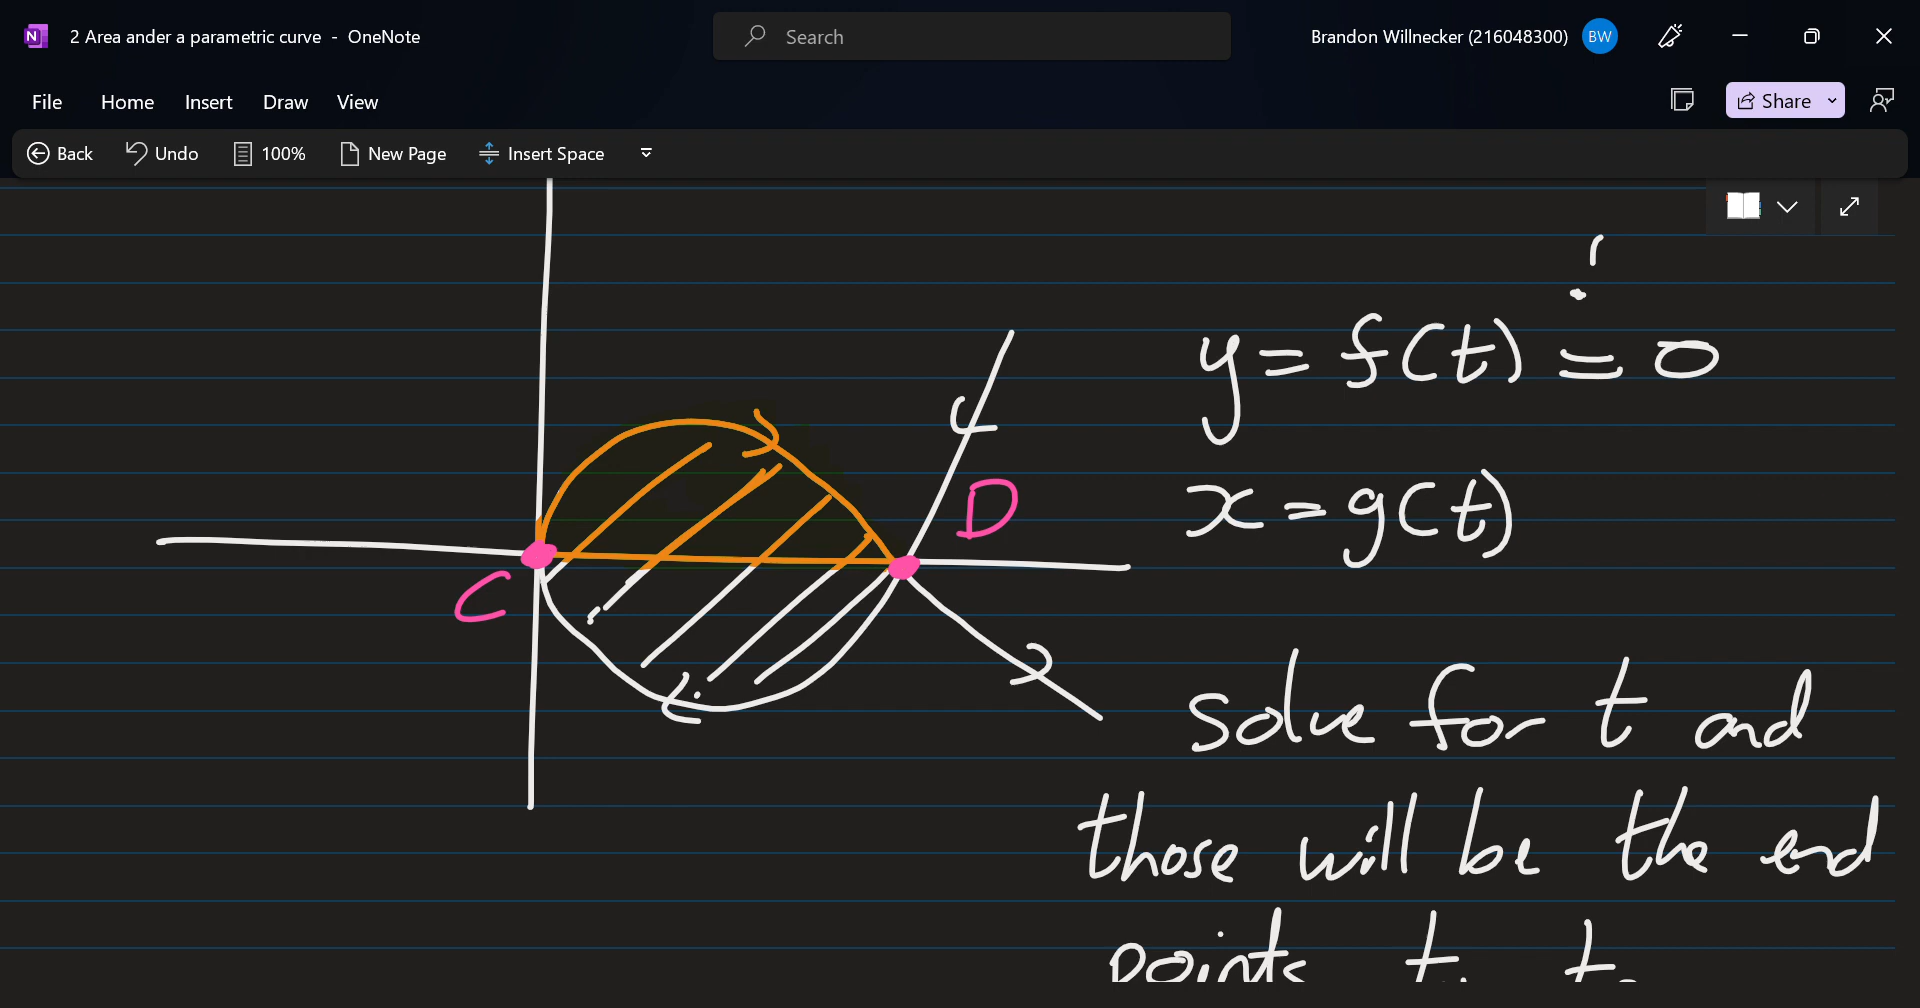 2 Area ander a parametric curve - OneNote
Search
Brandon Willnecker (216048300)
BW
File Home Insert Draw View
Share
Back Undo 100% New Page Insert Space
y = f(t) = 0
x = g(t)
D
C
solve for t and
those will be the end
points